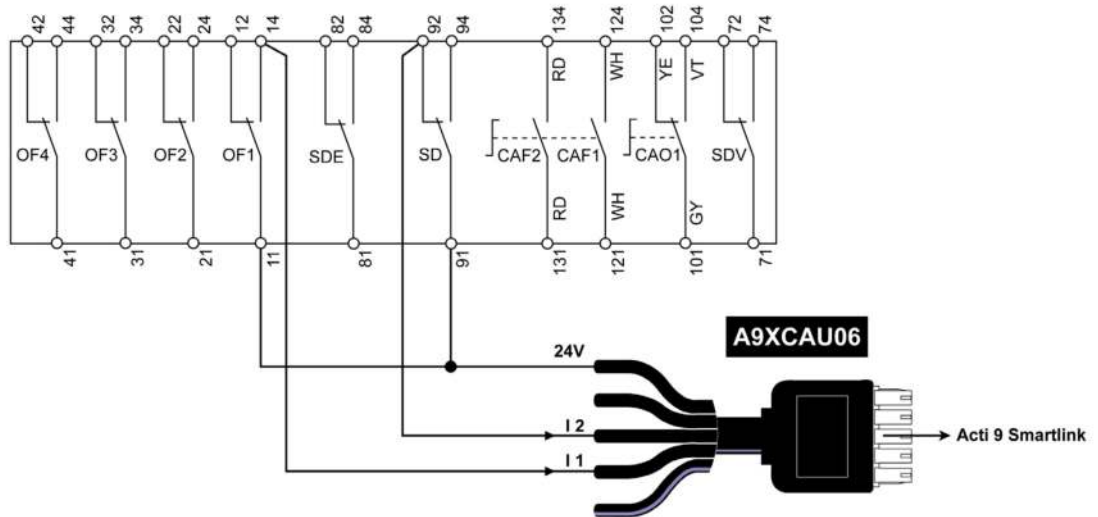 42 44 32 34 22 24 12 14 82 84 92 94 134 124 102 104 72 74
RD WH YE VT
OF4 OF3 OF2 OF1 SDE SD CAF2 CAF1 CAO1 SDV
RD WH GY
41 31 21 11 81 91 131 121 101 71
A9XCAU06
24V
I 2
Acti 9 Smartlink
I 1